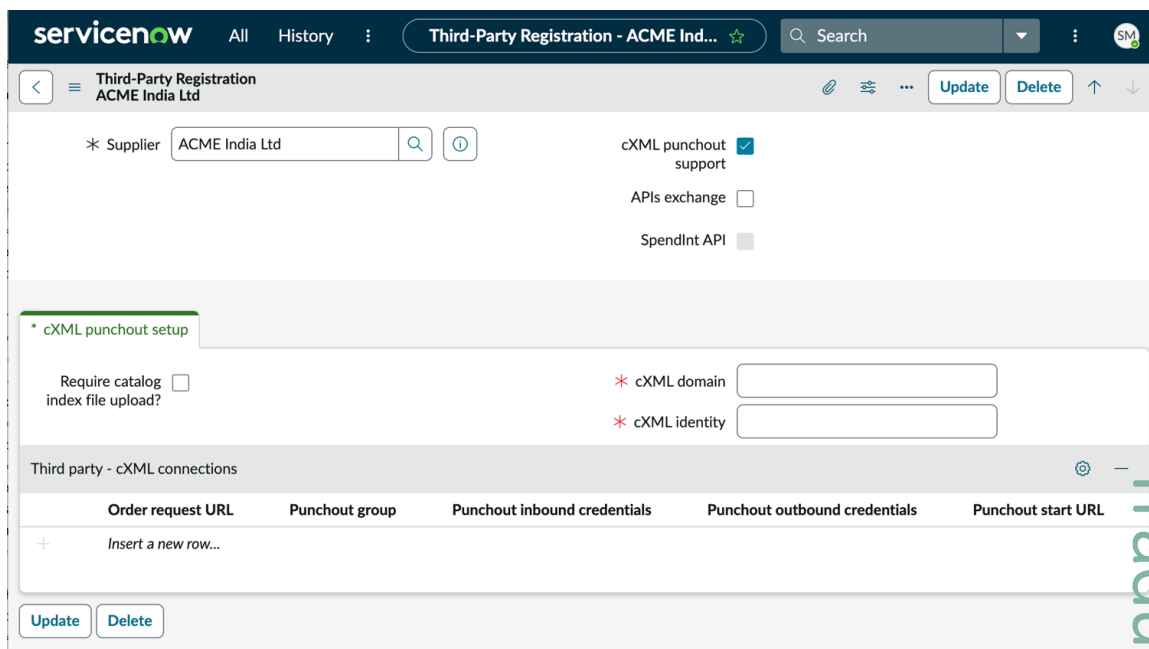 servicenow All History Third-Party Registration - ACME Ind... Search SM
Third-Party Registration
ACME India Ltd
Update Delete
Supplier ACME India Ltd
cXML punchout
support
APIs exchange
SpendInt API
* cXML punchout setup
Require catalog
index file upload?
cXML domain
cXML identity
Third party - cXML connections
Order request URL Punchout group Punchout inbound credentials Punchout outbound credentials Punchout start URL
Insert a new row...
Update Delete